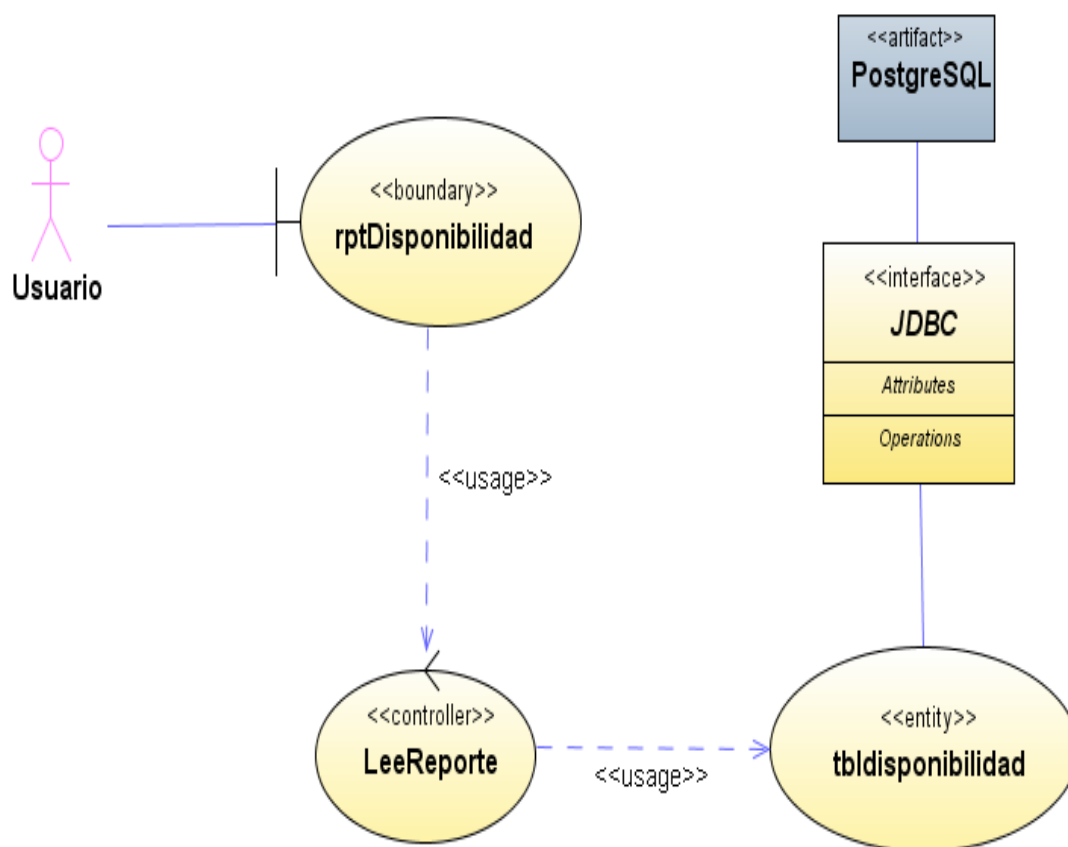 <<artifact>>
PostgreSQL
<<boundary>>
rptDisponibilidad
Usuario
<<interface>>
JDBC
Attributes
Operations
<<usage>>
<<controller>>
LeeReporte
<<usage>>
<<entity>>
tbldisponibilidad